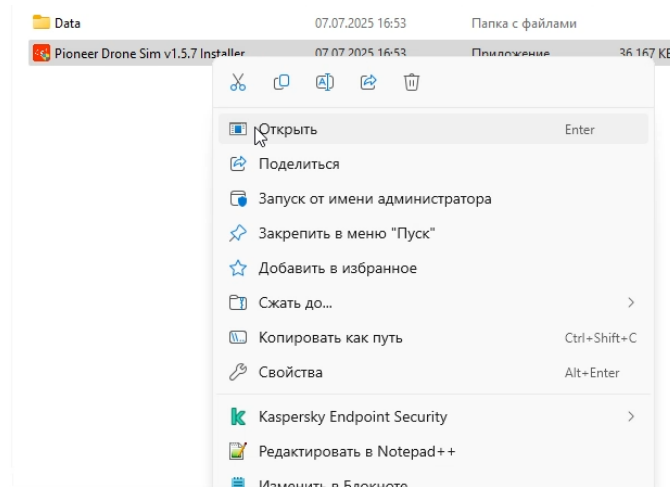 Data 07.07.2025 16:53 Папка с файлами
Pioneer Drone Sim v1.5.7 Installer 07.07.2025 16:53 Приложение 36 167 КБ
Открыть Enter
Поделиться
Запуск от имени администратора
Закрепить в меню "Пуск"
Добавить в избранное
Сжать до...
Копировать как путь Ctrl+Shift+C
Свойства Alt+Enter
Kaspersky Endpoint Security
Редактировать в Notepad++
Изменить в Блокноте